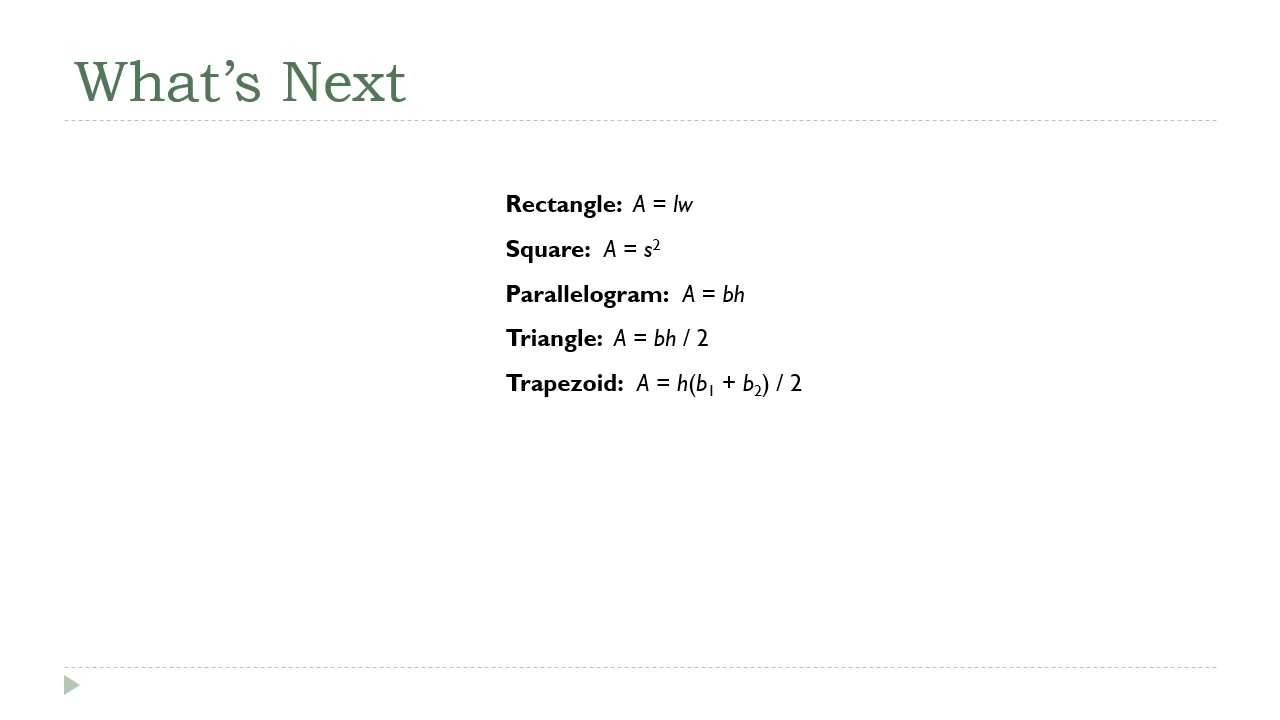 What’s Next
Rectangle: A = lw
Square: A = s²
Parallelogram: A = bh
Triangle: A = bh / 2
Trapezoid: A = h(b₁ + b₂) / 2